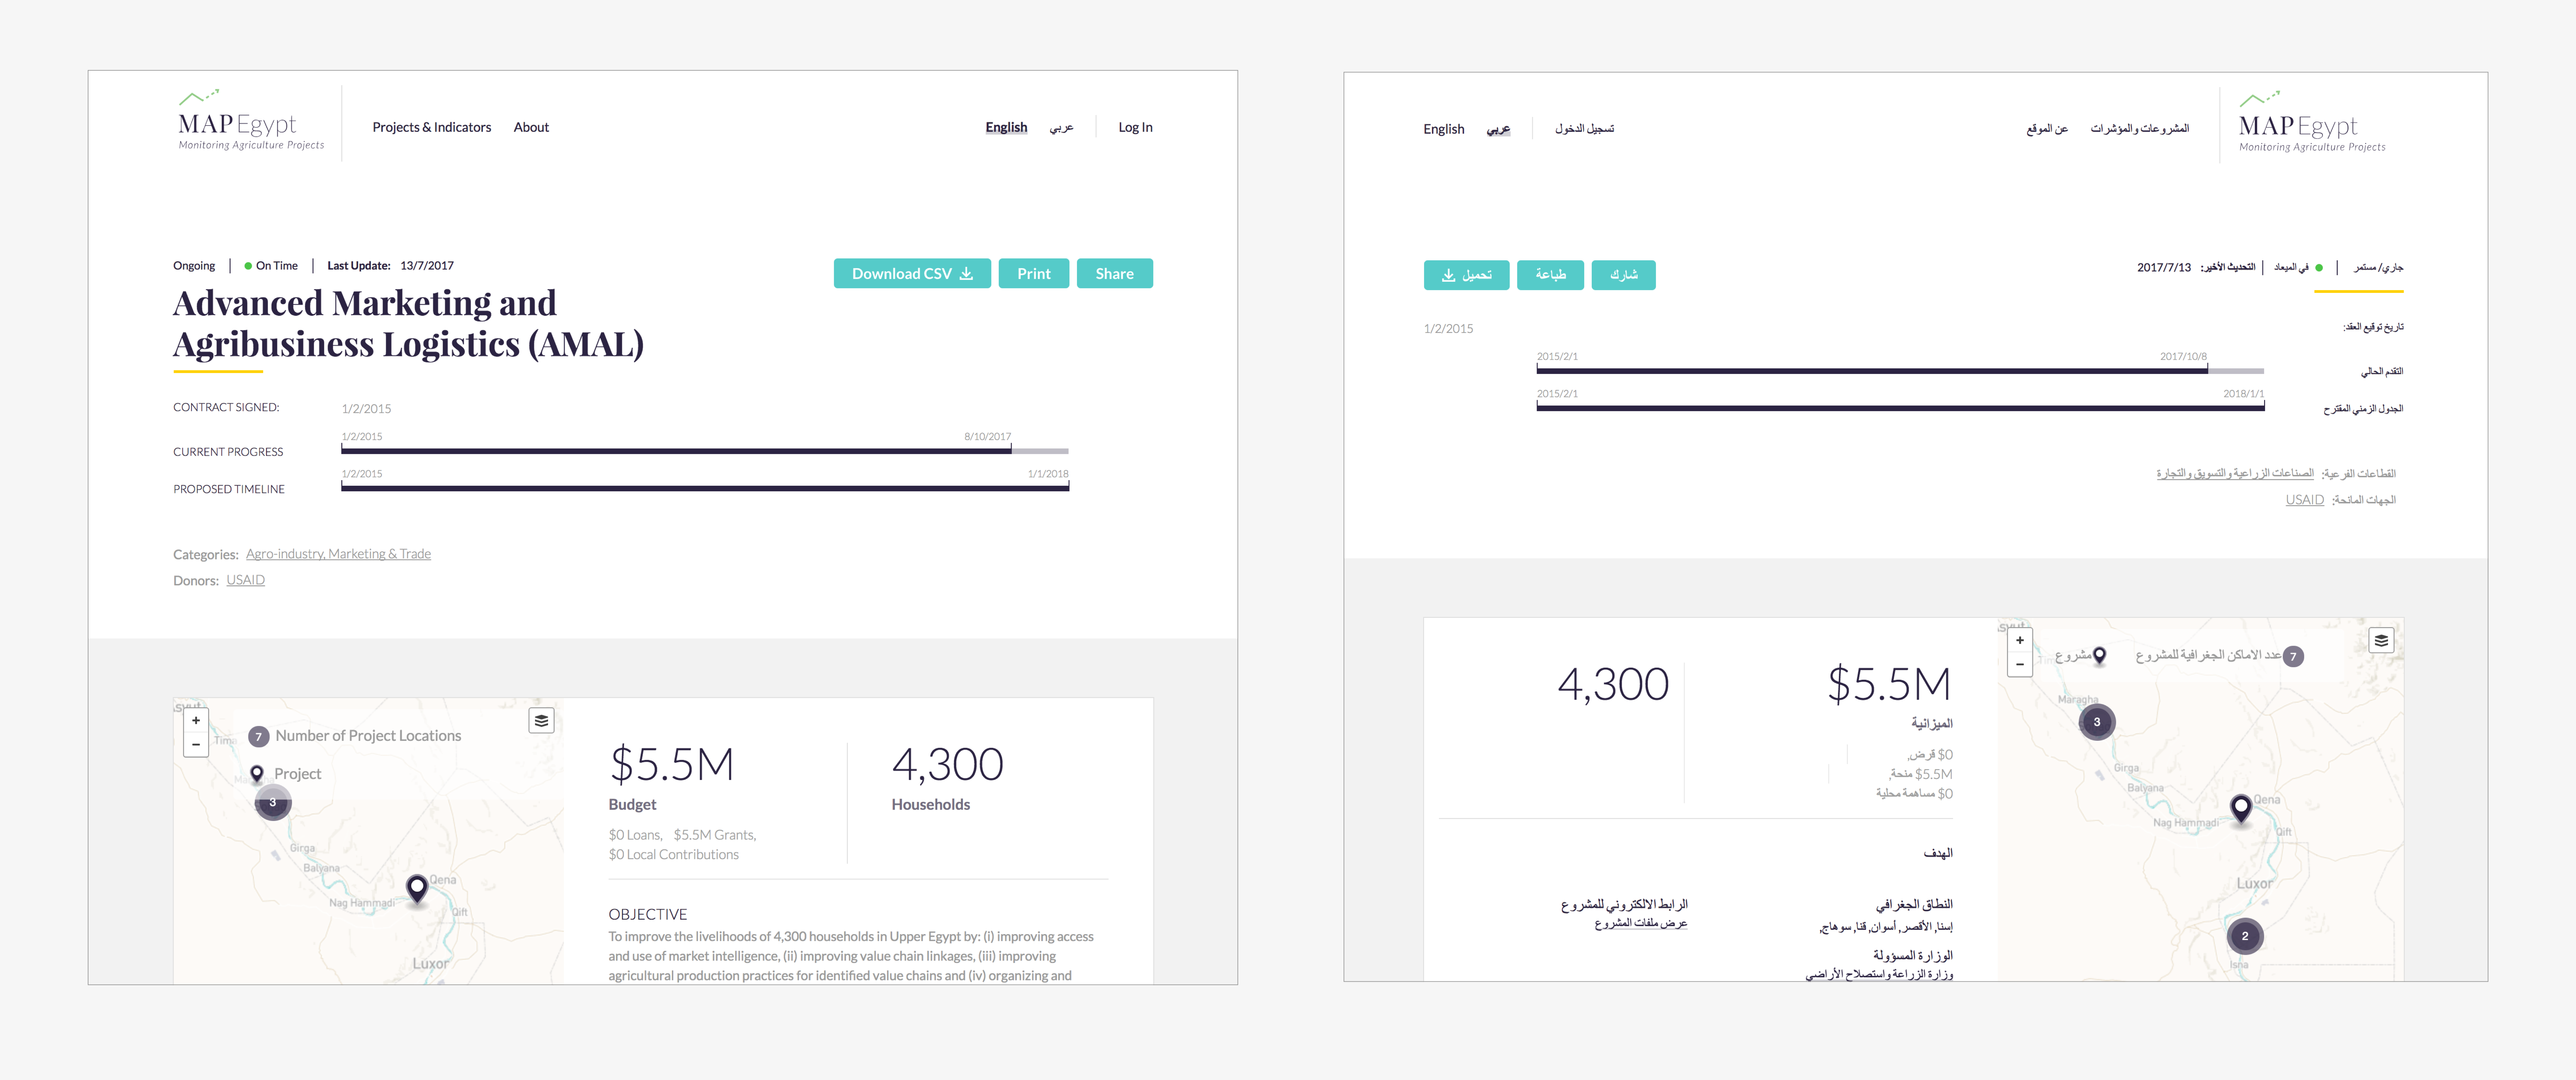 MAP Egypt
Monitoring Agriculture Projects
Projects & Indicators About
English عربي Log In
Ongoing On Time Last Update: 13/7/2017
Download CSV Print Share
Advanced Marketing and
Agribusiness Logistics (AMAL)
CONTRACT SIGNED: 1/2/2015
1/2/2015 8/10/2017
CURRENT PROGRESS
1/2/2015 1/1/2018
PROPOSED TIMELINE
Categories: Agro-industry, Marketing & Trade
Donors: USAID
+
−
7 Number of Project Locations
Project
3
Girga
Balyana
Qena
Nag Hammadi
Qift
Luxor
$5.5M
Budget
$0 Loans, $5.5M Grants,
$0 Local Contributions
4,300
Households
OBJECTIVE
To improve the livelihoods of 4,300 households in Upper Egypt by: (i) improving access
and use of market intelligence, (ii) improving value chain linkages, (iii) improving
agricultural production practices for identified value chains and (iv) organizing and
MAP Egypt
Monitoring Agriculture Projects
المشروعات والمؤشرات عن الموقع
تسجيل الدخول عربي English
جاري/ مستمر في الميعاد التحديث الأخير: 2017/7/13
شارك طباعة تحميل
تاريخ توقيع العقد: 1/2/2015
2015/2/1 2017/10/8
التقدم الحالي
2015/2/1 2018/1/1
الجدول الزمني المقترح
القطاعات الفرعية: الصناعات الزراعية والتسويق والتجارة
الجهات المانحة: USAID
+
−
7 عدد الاماكن الجغرافية للمشروع
مشروع
Maragha
3
Girga
Balyana
Qena
Nag Hammadi
Qift
Luxor
2
Isna
$5.5M
الميزانية
$0 قرض,
$5.5M منحة,
$0 مساهمة محلية
4,300
الهدف
النطاق الجغرافي
إسنا, الأقصر, أسوان, قنا, سوهاج,
الوزارة المسؤولة
وزارة الزراعة واستصلاح الأراضي
الرابط الالكتروني للمشروع
عرض ملفات المشروع